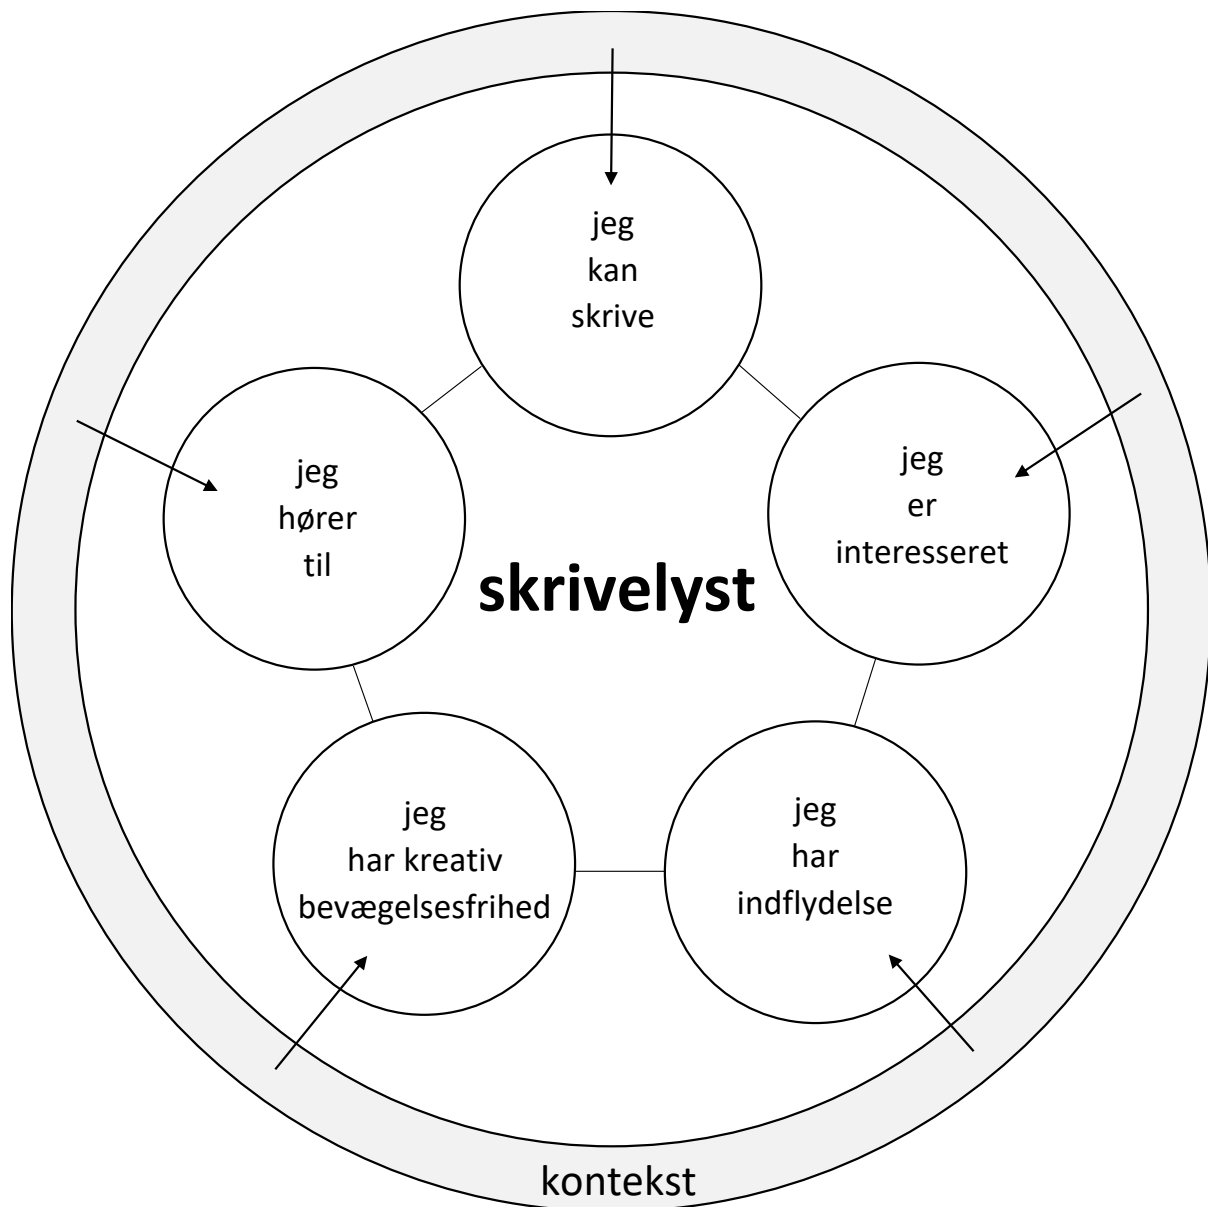 jeg
kan
skrive
jeg
hører
til
jeg
er
interesseret
skrivelyst
jeg
har kreativ
bevægelsesfrihed
jeg
har
indflydelse
kontekst